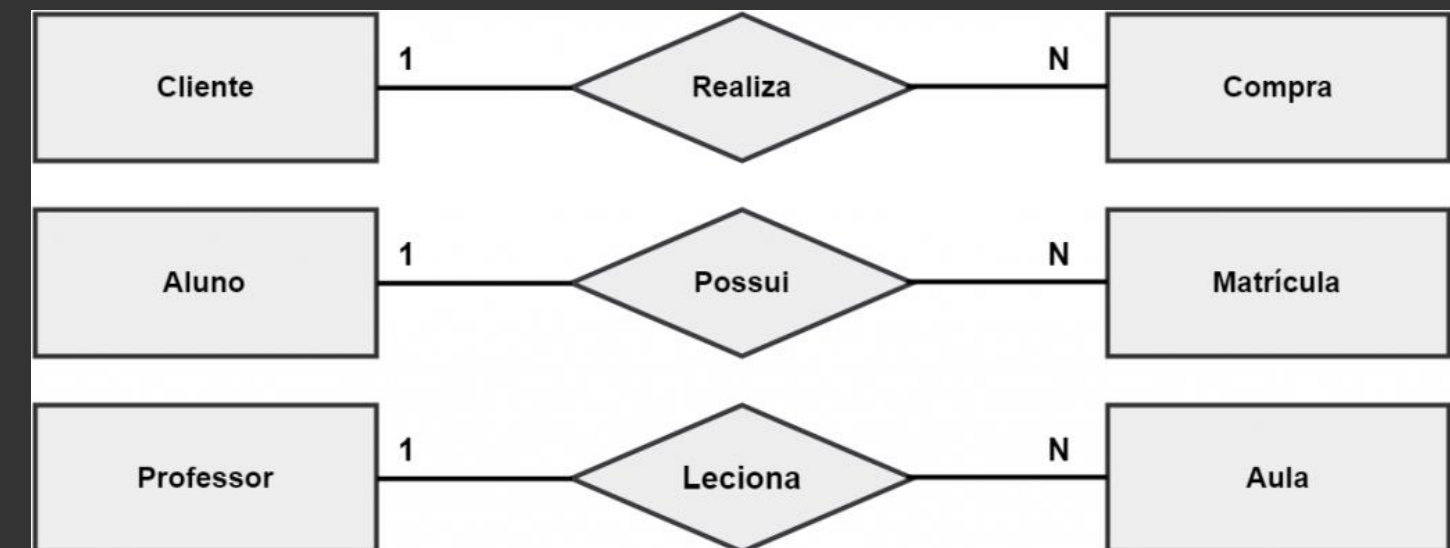 Cliente 1 Realiza N Compra
Aluno 1 Possui N Matrícula
Professor 1 Leciona N Aula